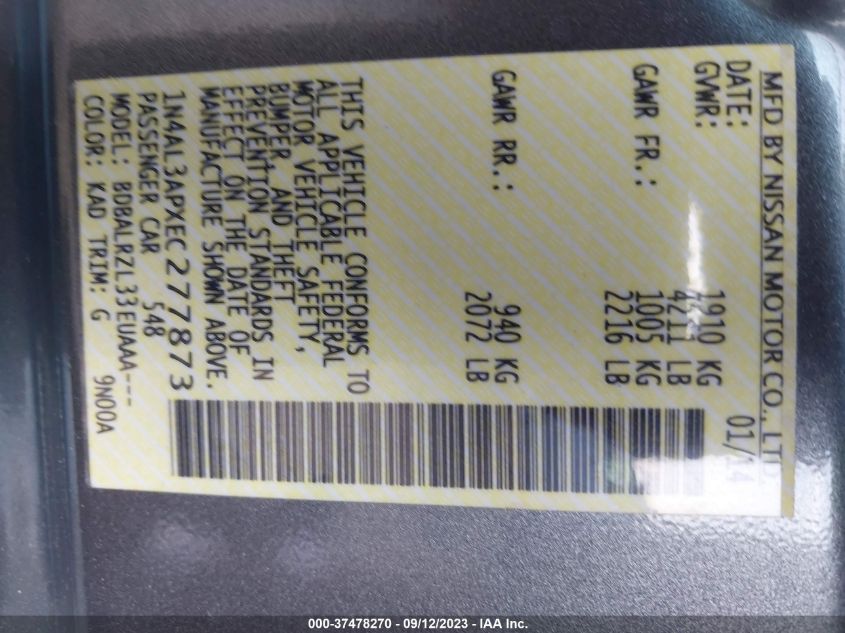 MFD BY NISSAN MOTOR CO., LT
DATE: 01/14
GVWR: 1910 KG
4211 LB
GAWR FR.: 1005 KG
2216 LB
GAWR RR.: 940 KG
2072 LB
THIS VEHICLE CONFORMS TO
ALL APPLICABLE FEDERAL
MOTOR VEHICLE SAFETY,
BUMPER AND THEFT
PREVENTION STANDARDS IN
EFFECT ON THE DATE OF
MANUFACTURE SHOWN ABOVE.
1N4AL3APXEC277873
PASSENGER CAR 548
MODEL: BDBALRZL33EUAAA---
COLOR: KAD TRIM: G 9N00A
000-37478270 - 09/12/2023 - IAA Inc.